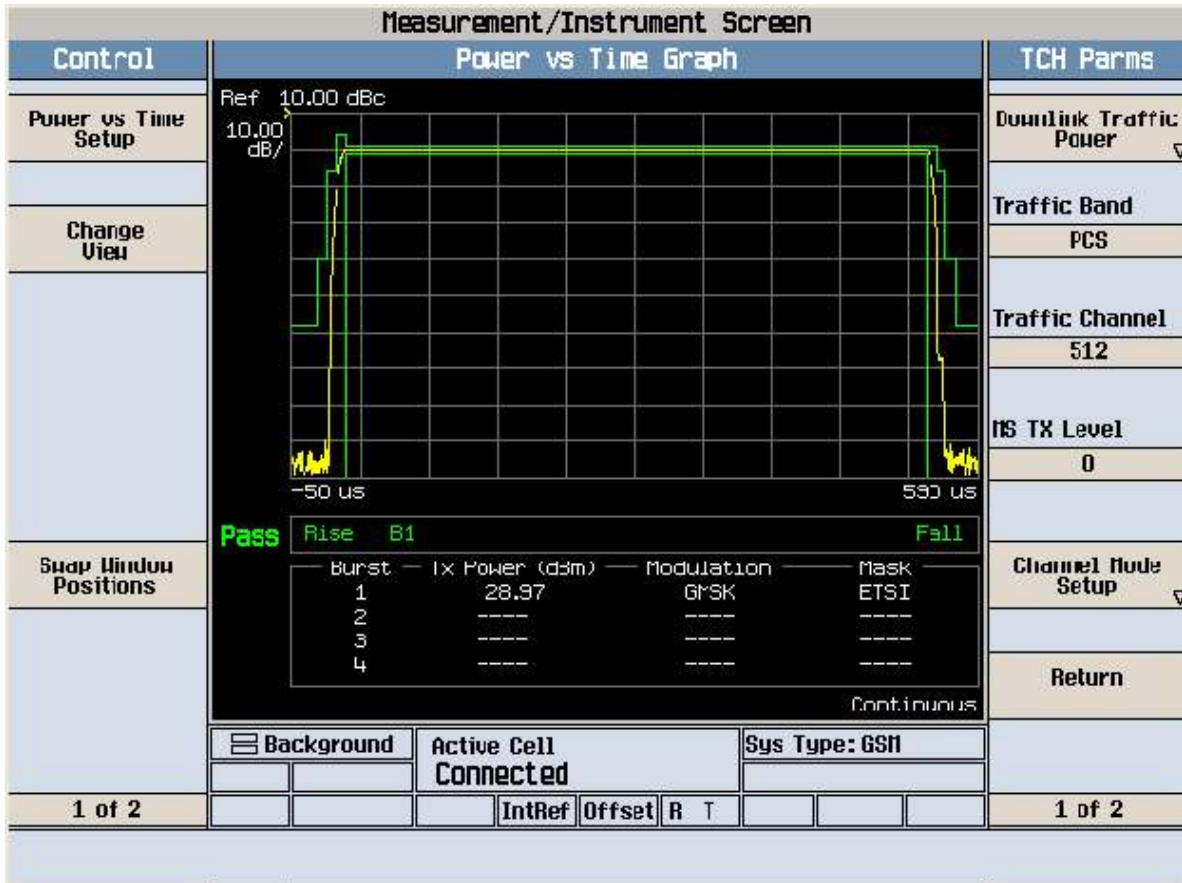 Measurement/Instrument Screen
Control
Power vs Time Graph
TCH Parms
Power vs Time
Setup
Change
View
Swap Window
Positions
1 of 2
Ref 10.00 dBc
10.00
dB/
-50 us
593 us
Pass
Rise B1 Fall
Burst Tx Power (dBm) Modulation Mask
1 28.97 GMSK ETSI
2 ---- ---- ----
3 ---- ---- ----
4 ---- ---- ----
Continuous
Background
Active Cell
Connected
Sys Type: GSM
IntRef Offset R T
Downlink Traffic
Power
Traffic Band
PCS
Traffic Channel
512
MS TX Level
0
Channel Mode
Setup
Return
1 of 2